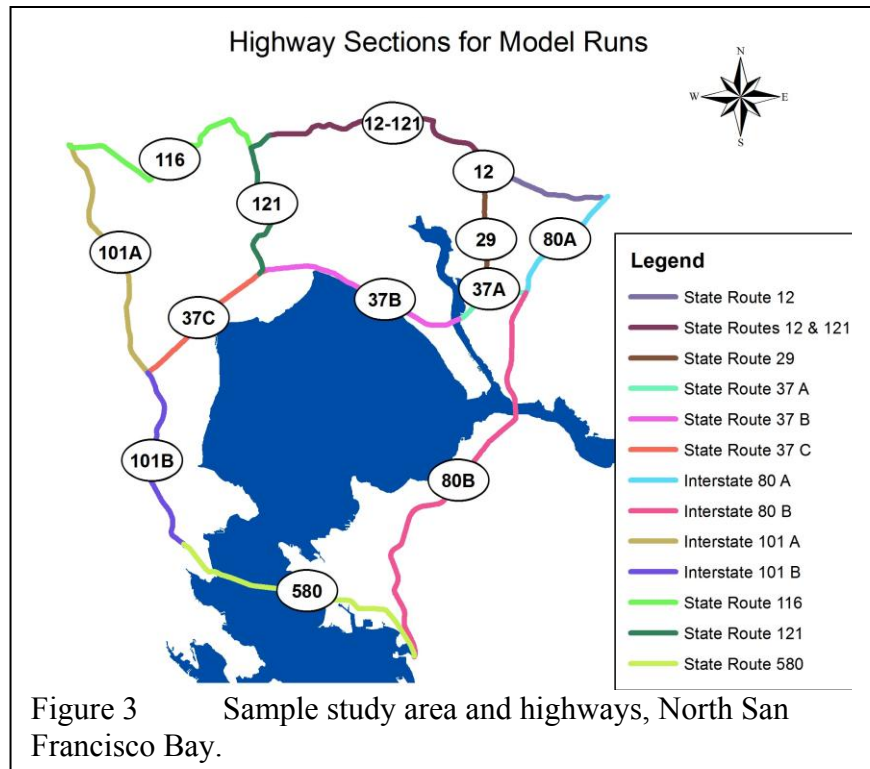 Highway Sections for Model Runs
N
W
E
S
12-121
116
12
121
29
80A
101A
37A
37B
37C
101B
80B
580
Legend
State Route 12
State Routes 12 & 121
State Route 29
State Route 37 A
State Route 37 B
State Route 37 C
Interstate 80 A
Interstate 80 B
Interstate 101 A
Interstate 101 B
State Route 116
State Route 121
State Route 580
Figure 3 Sample study area and highways, North San
Francisco Bay.